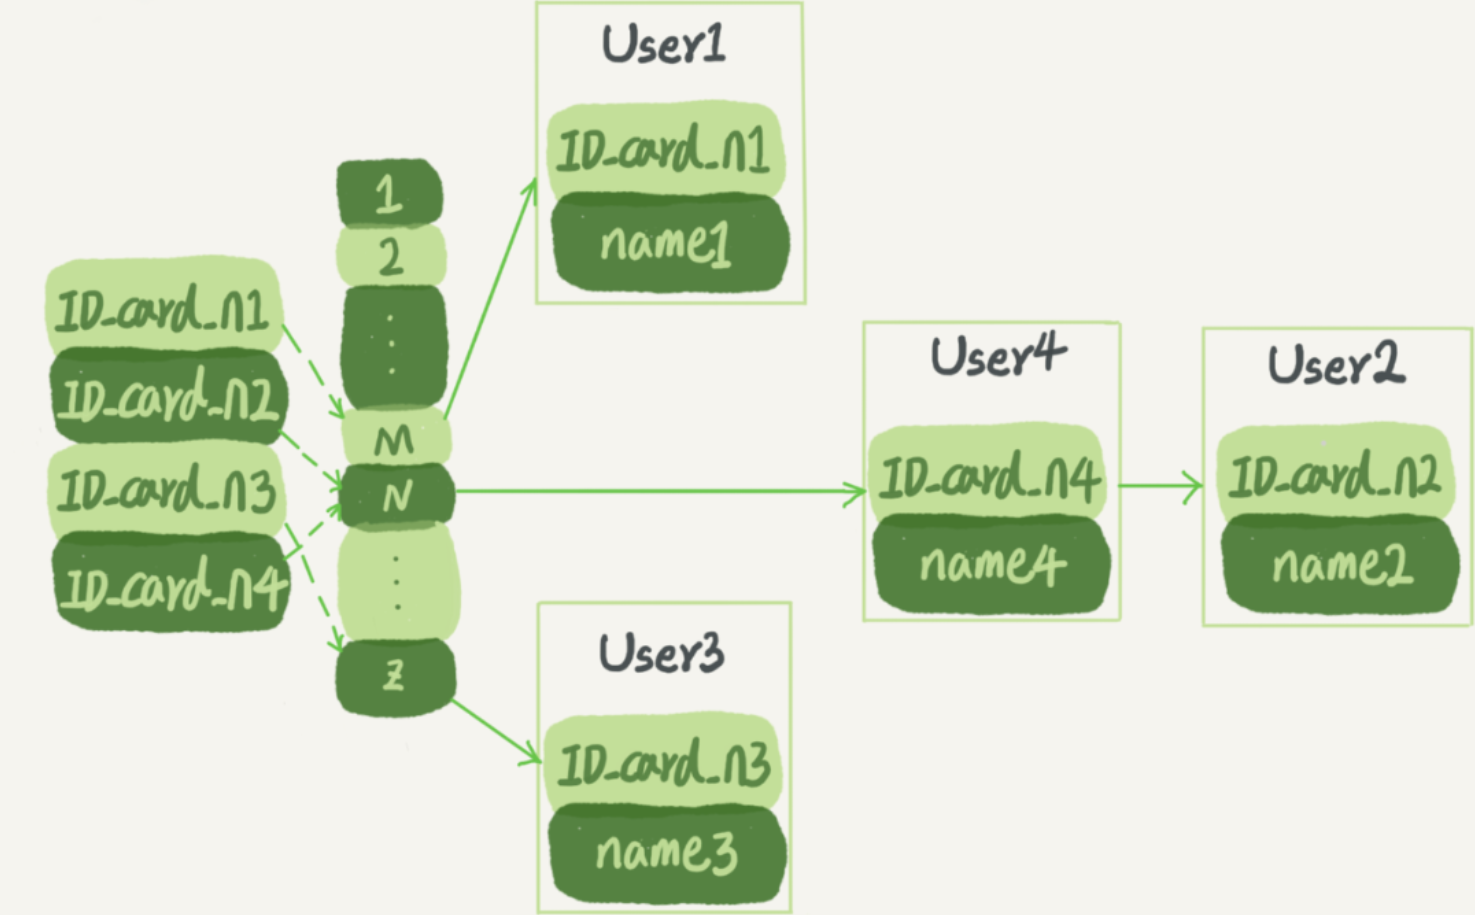 User1
ID_card_n1
name1
1
2
⋮
M
N
⋮
Z
ID_card_n1
ID_card_n2
ID_card_n3
ID_card_n4
User4
ID_card_n4
name4
User2
ID_card_n2
name2
User3
ID_card_n3
name3